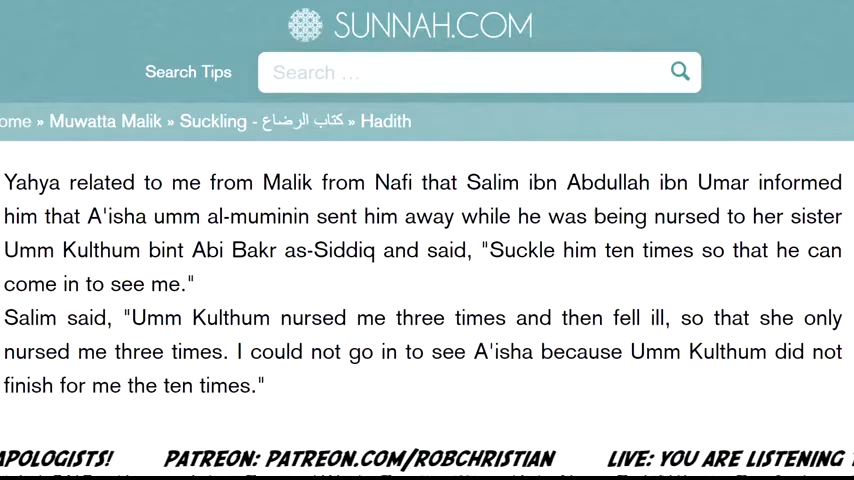 SUNNAH.COM
Search Tips
Search ...
ome » Muwatta Malik » Suckling - كتاب الرضاع » Hadith
Yahya related to me from Malik from Nafi that Salim ibn Abdullah ibn Umar informed
him that A'isha umm al-muminin sent him away while he was being nursed to her sister
Umm Kulthum bint Abi Bakr as-Siddiq and said, "Suckle him ten times so that he can
come in to see me."
Salim said, "Umm Kulthum nursed me three times and then fell ill, so that she only
nursed me three times. I could not go in to see A'isha because Umm Kulthum did not
finish for me the ten times."
APOLOGISTS! PATREON: PATREON.COM/ROBCHRISTIAN LIVE: YOU ARE LISTENING